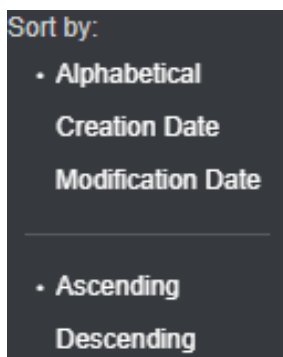 Sort by:
• Alphabetical
Creation Date
Modification Date
• Ascending
Descending